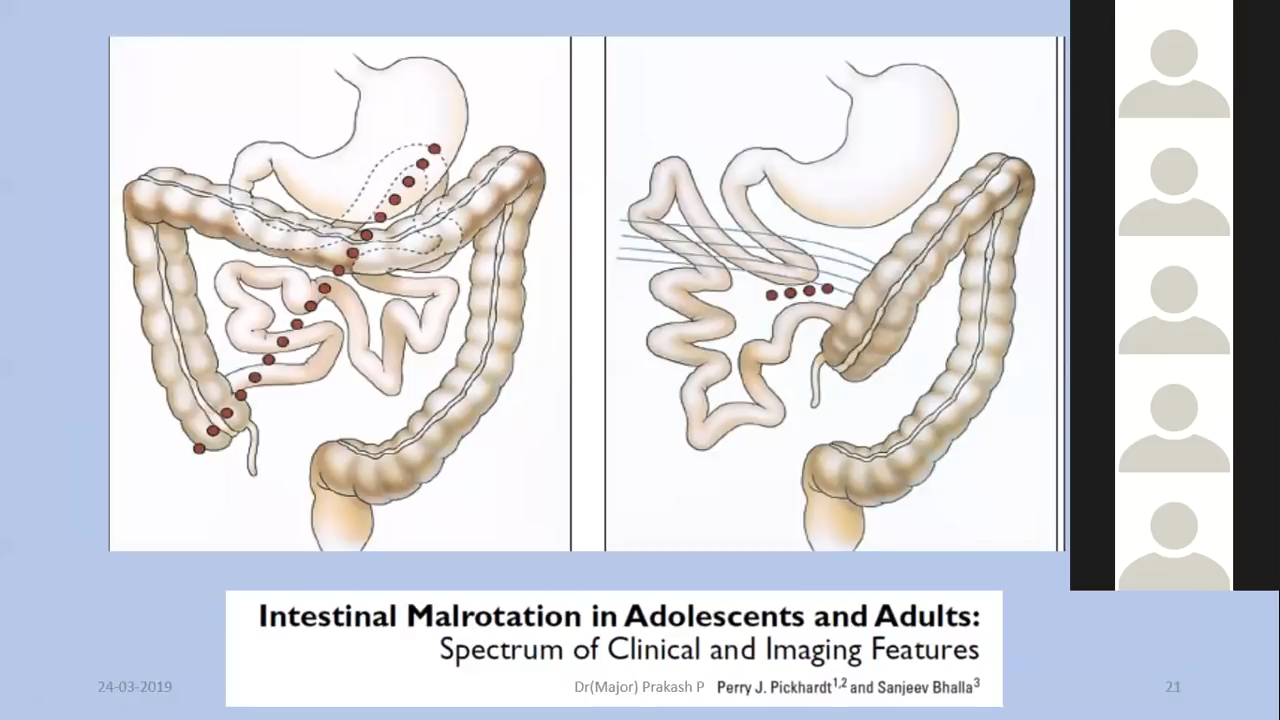 Intestinal Malrotation in Adolescents and Adults:
Spectrum of Clinical and Imaging Features
24-03-2019
Dr(Major) Prakash P
Perry J. Pickhardt1,2 and Sanjeev Bhalla3
21